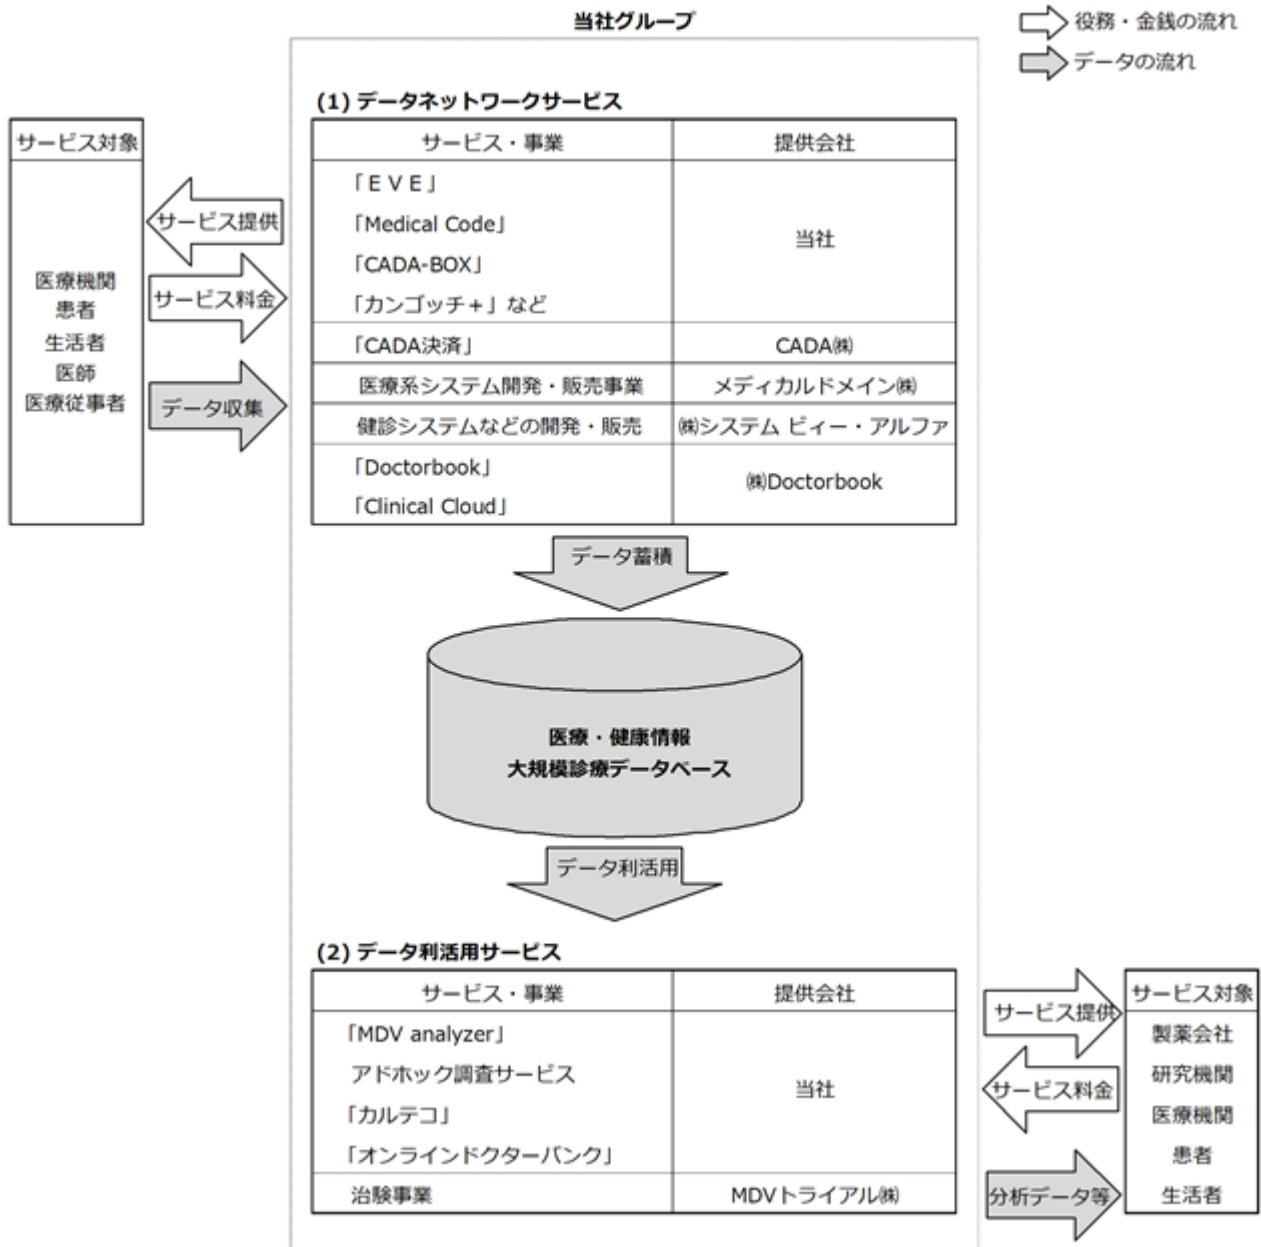 当社グループ
役務・金銭の流れ
データの流れ
(1) データネットワークサービス
サービス対象
医療機関
患者
生活者
医師
医療従事者
サービス提供
サービス料金
データ収集
サービス・事業 提供会社
「ＥＶＥ」
「Medical Code」
「CADA-BOX」
「カンゴッチ＋」など
当社
「CADA決済」 CADA㈱
医療系システム開発・販売事業 メディカルドメイン㈱
健診システムなどの開発・販売 ㈱システム ビィー・アルファ
「Doctorbook」
「Clinical Cloud」
㈱Doctorbook
データ蓄積
医療・健康情報
大規模診療データベース
データ利活用
(2) データ利活用サービス
サービス・事業 提供会社
「MDV analyzer」
アドホック調査サービス
「カルテコ」
「オンラインドクターバンク」
当社
治験事業 MDVトライアル㈱
サービス提供
サービス料金
分析データ等
サービス対象
製薬会社
研究機関
医療機関
患者
生活者